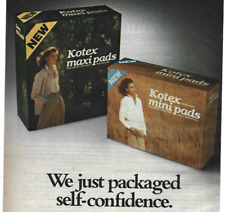 NEW
Kotex
maxi pads
NEW
Kotex
mini pads
We just packaged
self-confidence.